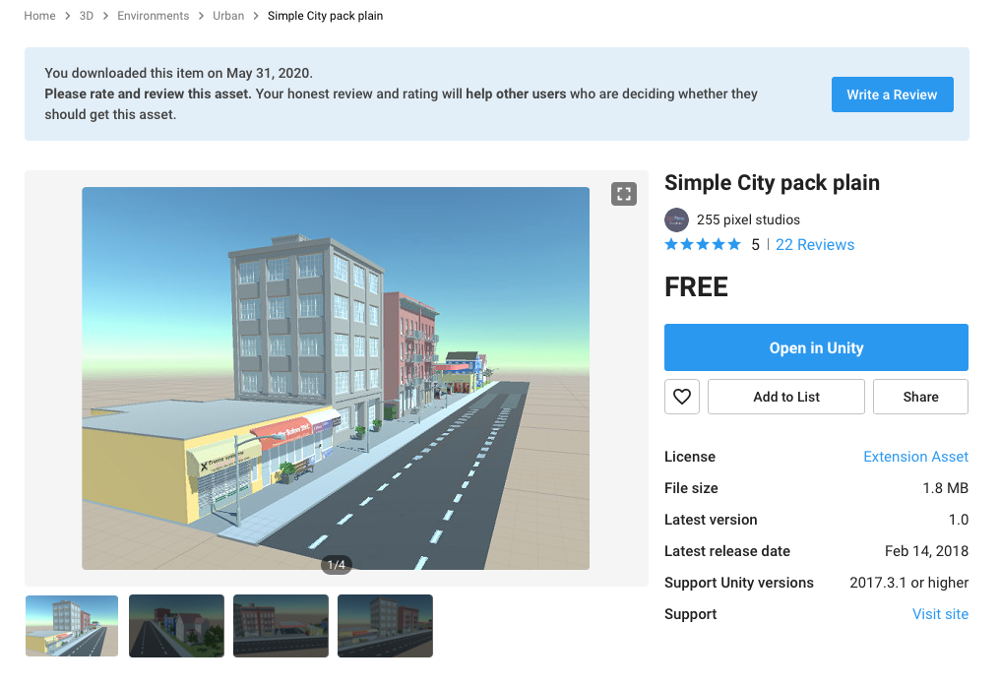 Home > 3D > Environments > Urban > Simple City pack plain
You downloaded this item on May 31, 2020.
Please rate and review this asset. Your honest review and rating will help other users who are deciding whether they
should get this asset.
Write a Review
Simple City pack plain
255 pixel studios
5 | 22 Reviews
FREE
Open in Unity
Add to List
Share
License Extension Asset
File size 1.8 MB
Latest version 1.0
Latest release date Feb 14, 2018
Support Unity versions 2017.3.1 or higher
Support Visit site
1/4